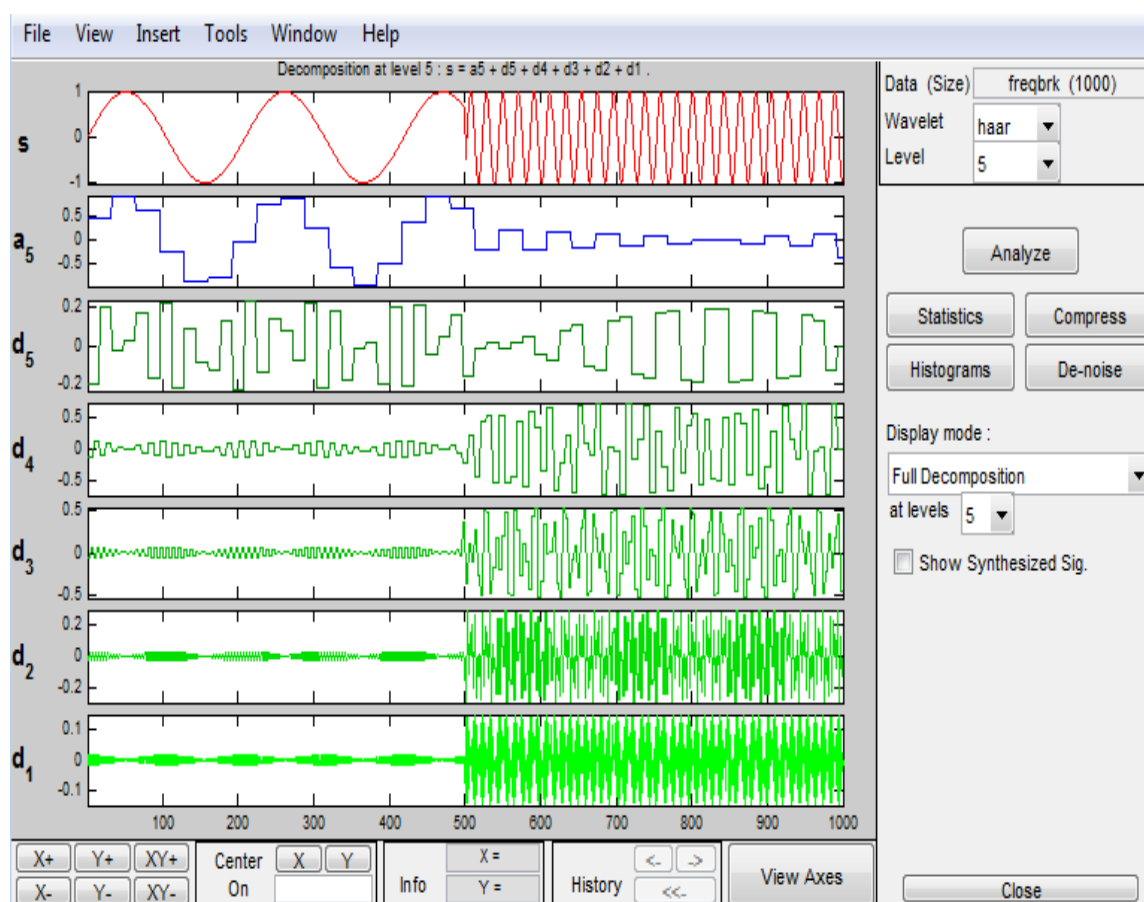 File View Insert Tools Window Help
Decomposition at level 5 : s = a5 + d5 + d4 + d3 + d2 + d1 .
s
1
0
-1
a5
0.5
0
-0.5
d5
0.2
0
-0.2
d4
0.5
0
-0.5
d3
0.5
0
-0.5
d2
0.2
0
-0.2
d1
0.1
0
-0.1
100 200 300 400 500 600 700 800 900 1000
Data (Size) freqbrk (1000)
Wavelet haar
Level 5
Analyze
Statistics Compress
Histograms De-noise
Display mode :
Full Decomposition
at levels 5
Show Synthesized Sig.
X+ Y+ XY+ Center X Y X = <- -> View Axes
X- Y- XY- On Info Y = History <<- Close